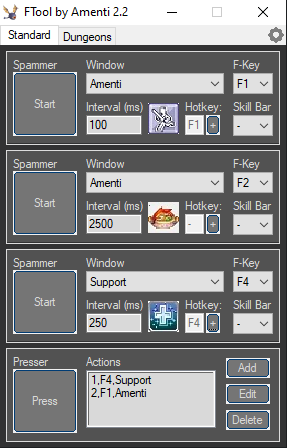 FTool by Amenti 2.2
Standard Dungeons
Spammer Window F-Key
Start Amenti F1
Interval (ms) Hotkey: Skill Bar
100 F1 + -
Spammer Window F-Key
Start Amenti F2
Interval (ms) Hotkey: Skill Bar
2500 - + -
Spammer Window F-Key
Start Support F4
Interval (ms) Hotkey: Skill Bar
250 F4 + -
Presser Actions
Press 1,F4,Support
2,F1,Amenti
Add
Edit
Delete